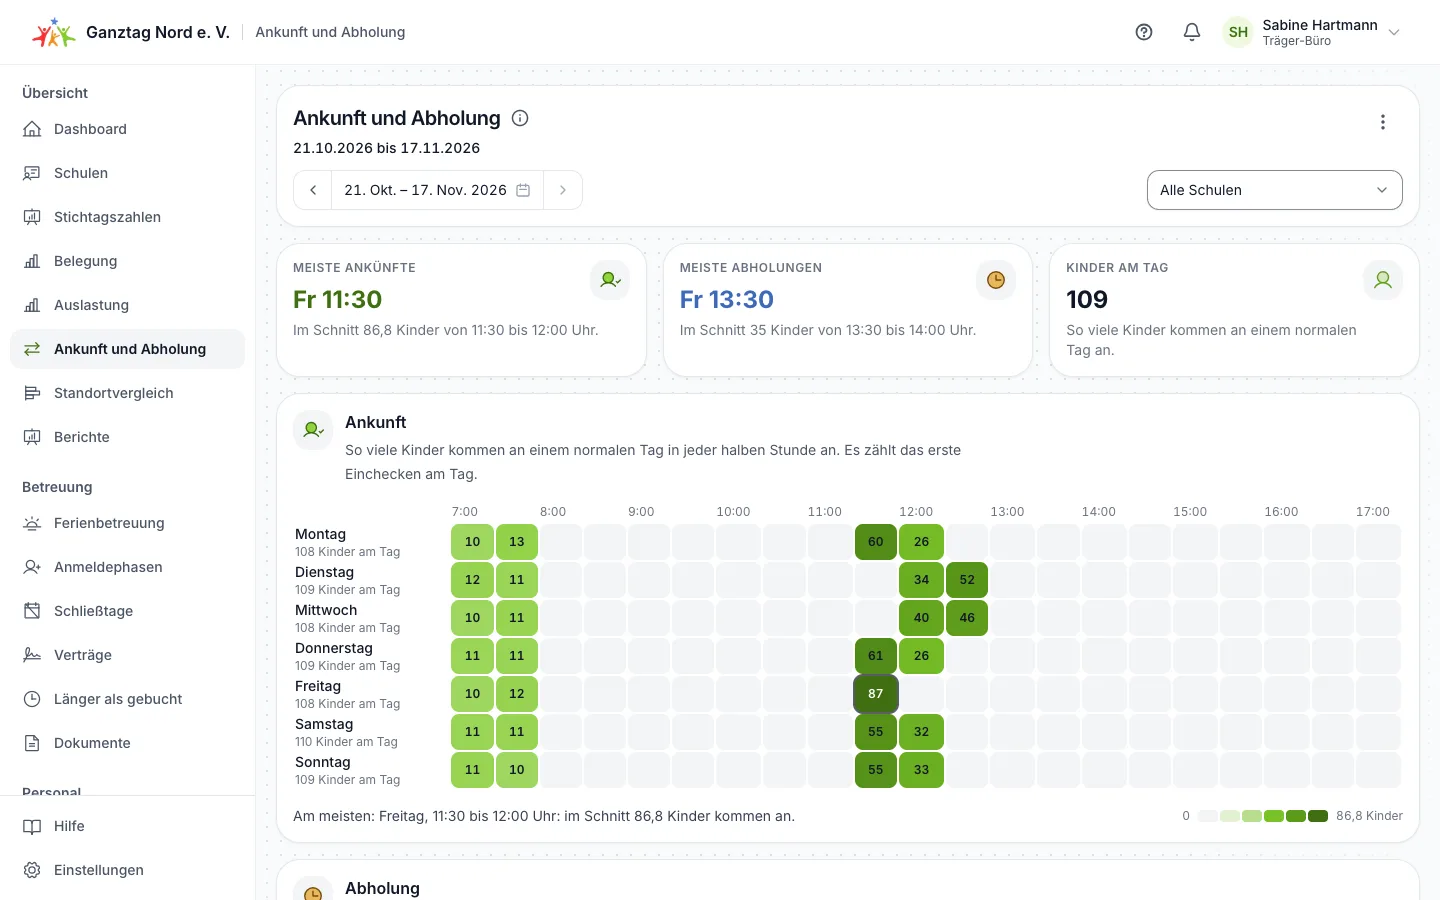 Ganztag Nord e. V.
Ankunft und Abholung
SH
Sabine Hartmann
Träger-Büro
Übersicht
Dashboard
Schulen
Stichtagszahlen
Belegung
Auslastung
Ankunft und Abholung
Standortvergleich
Berichte
Betreuung
Ferienbetreuung
Anmeldephasen
Schließtage
Verträge
Länger als gebucht
Dokumente
Personal
Hilfe
Einstellungen
Ankunft und Abholung
21.10.2026 bis 17.11.2026
21. Okt. – 17. Nov. 2026
Alle Schulen
MEISTE ANKÜNFTE
Fr 11:30
Im Schnitt 86,8 Kinder von 11:30 bis 12:00 Uhr.
MEISTE ABHOLUNGEN
Fr 13:30
Im Schnitt 35 Kinder von 13:30 bis 14:00 Uhr.
KINDER AM TAG
109
So viele Kinder kommen an einem normalen
Tag an.
Ankunft
So viele Kinder kommen an einem normalen Tag in jeder halben Stunde an. Es zählt das erste
Einchecken am Tag.
7:00 8:00 9:00 10:00 11:00 12:00 13:00 14:00 15:00 16:00 17:00
Montag
108 Kinder am Tag
10 13 60 26
Dienstag
109 Kinder am Tag
12 11 34 52
Mittwoch
108 Kinder am Tag
10 11 40 46
Donnerstag
109 Kinder am Tag
11 11 61 26
Freitag
108 Kinder am Tag
10 12 87
Samstag
110 Kinder am Tag
11 11 55 32
Sonntag
109 Kinder am Tag
11 10 55 33
Am meisten: Freitag, 11:30 bis 12:00 Uhr: im Schnitt 86,8 Kinder kommen an.
0 86,8 Kinder
Abholung